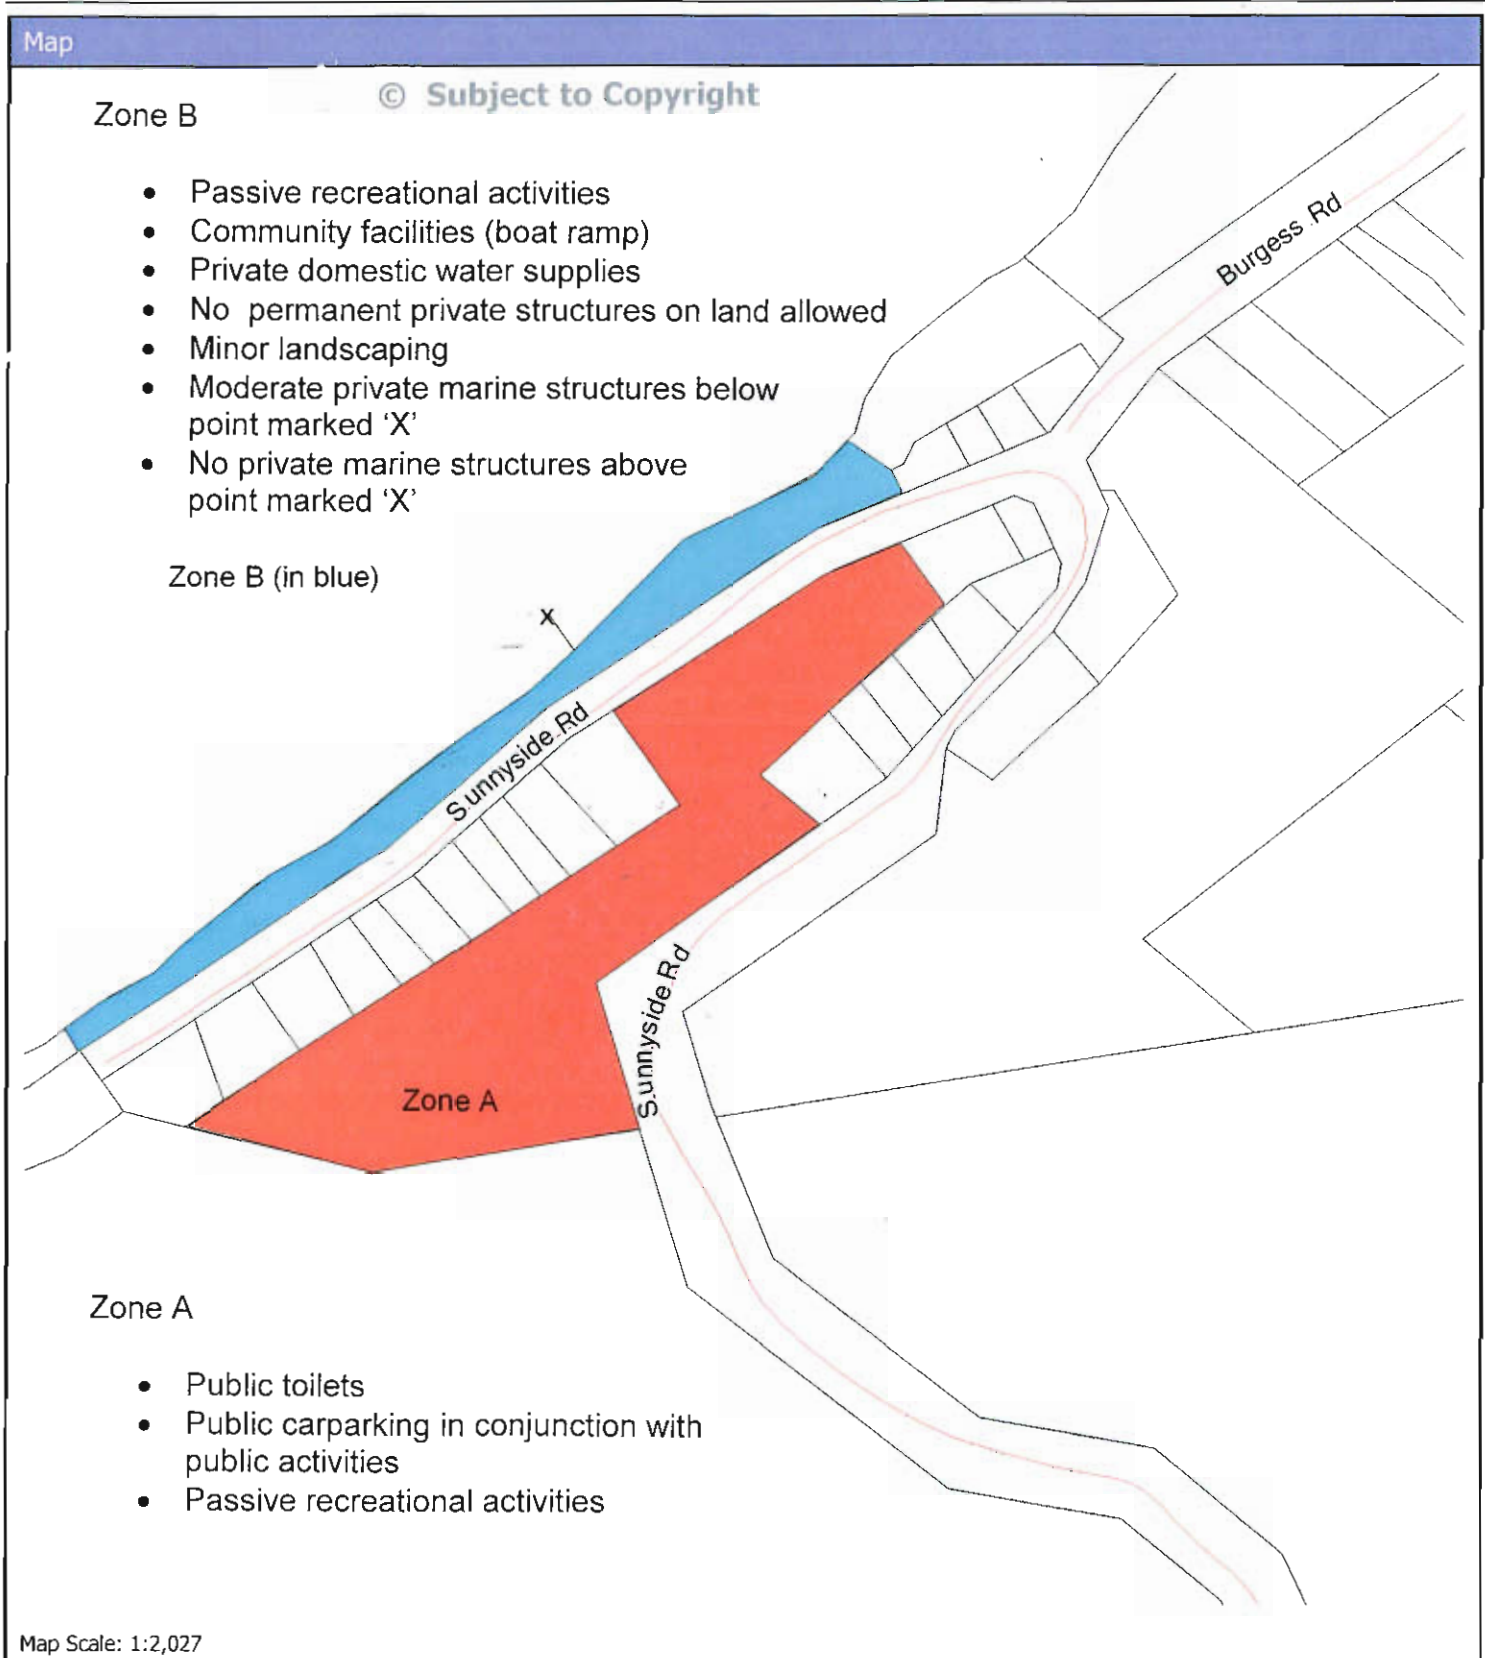 Map
© Subject to Copyright
Zone B
• Passive recreational activities
• Community facilities (boat ramp)
• Private domestic water supplies
• No permanent private structures on land allowed
• Minor landscaping
• Moderate private marine structures below
point marked ‘X’
• No private marine structures above
point marked ‘X’
Zone B (in blue)
X
Burgess Rd
Sunnyside Rd
Sunnyside Rd
Zone A
Zone A
• Public toilets
• Public carparking in conjunction with
public activities
• Passive recreational activities
Map Scale: 1:2,027